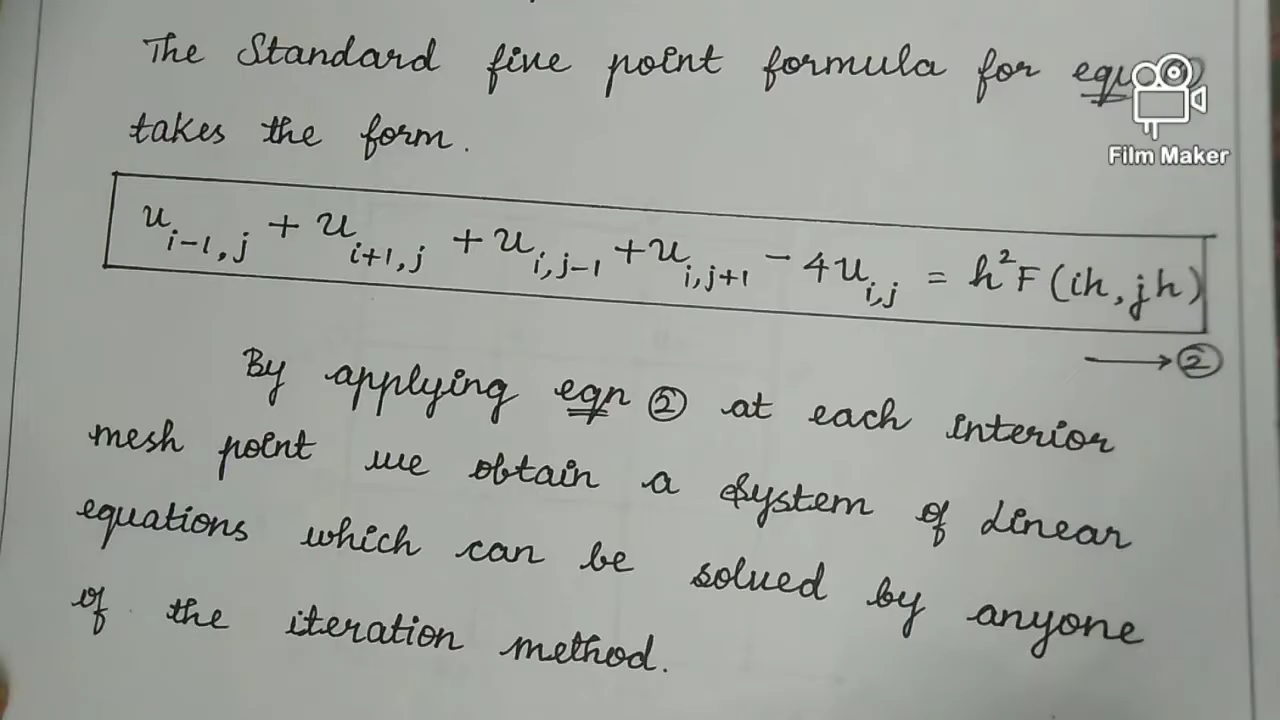 The Standard five point formula for
takes the form.
u_{i-1,j} + u_{i+1,j} + u_{i,j-1} + u_{i,j+1} - 4u_{i,j} = h²F(ih, jh)
→ ②
By applying eqn ② at each interior
mesh point we obtain a system of Linear
equations which can be solved by anyone
of the iteration method.
Film Maker